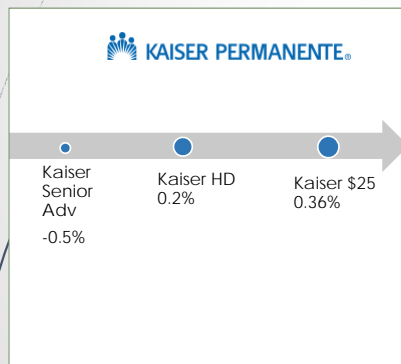 KAISER PERMANENTE®
Kaiser
Senior
Adv
-0.5%
Kaiser HD
0.2%
Kaiser $25
0.36%